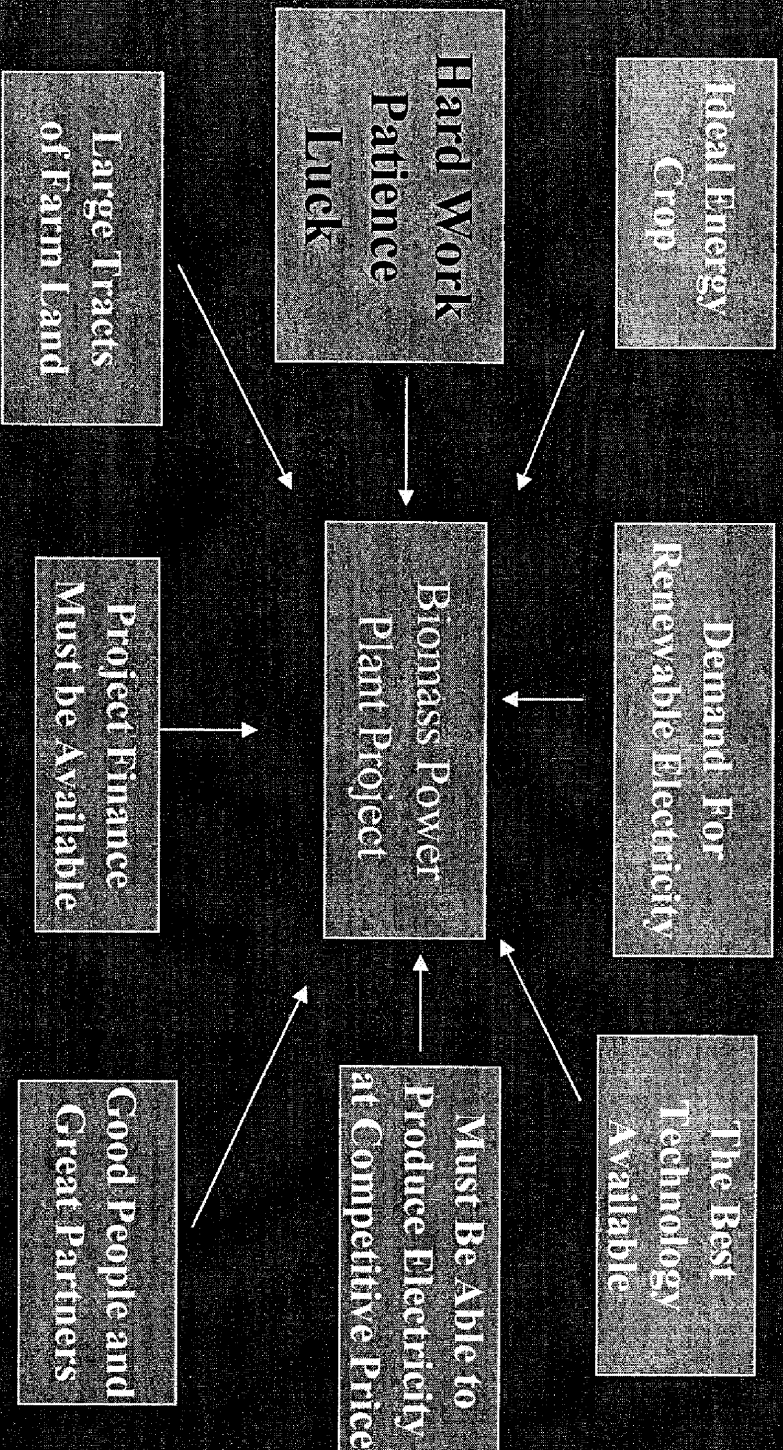 Ideal Energy
Crop
Demand For
Renewable Electricity
The Best
Technology
Available
Hard Work
Patience
Luck
Biomass Power
Plant Project
Must Be Able to
Produce Electricity
at Competitive Price
Large Tracts
of Farm Land
Project Finance
Must be Available
Good People and
Great Partners